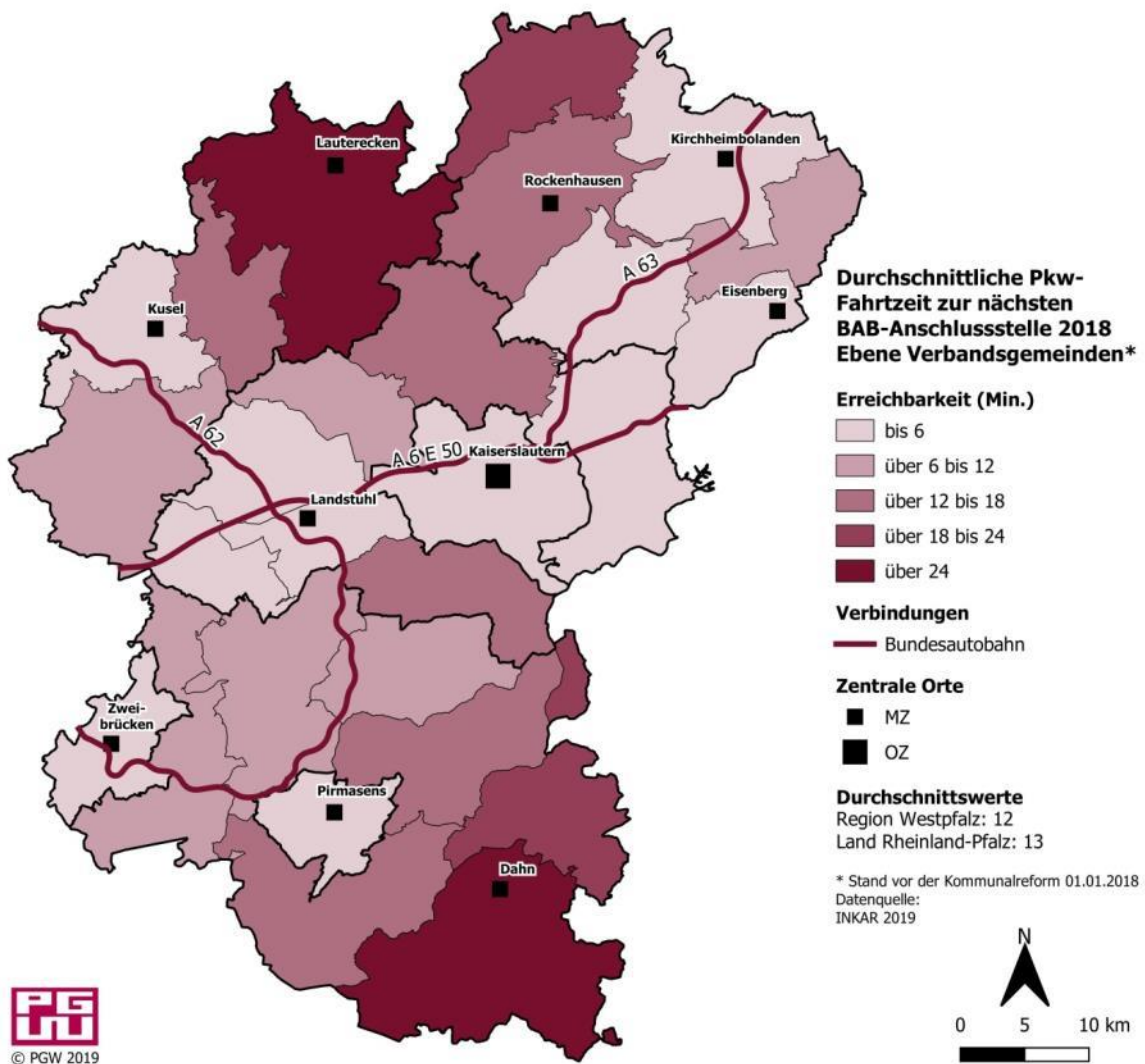 Lauterecken
Kirchheimbolanden
Rockenhausen
A 63
Kusel
Eisenberg
A 62
A 6 E 50
Kaiserslautern
Landstuhl
Zwei-
brücken
Pirmasens
Dahn
Durchschnittliche Pkw-
Fahrtzeit zur nächsten
BAB-Anschlussstelle 2018
Ebene Verbandsgemeinden*
Erreichbarkeit (Min.)
bis 6
über 6 bis 12
über 12 bis 18
über 18 bis 24
über 24
Verbindungen
Bundesautobahn
Zentrale Orte
MZ
OZ
Durchschnittswerte
Region Westpfalz: 12
Land Rheinland-Pfalz: 13
* Stand vor der Kommunalreform 01.01.2018
Datenquelle:
INKAR 2019
N
0 5 10 km
PGW
© PGW 2019